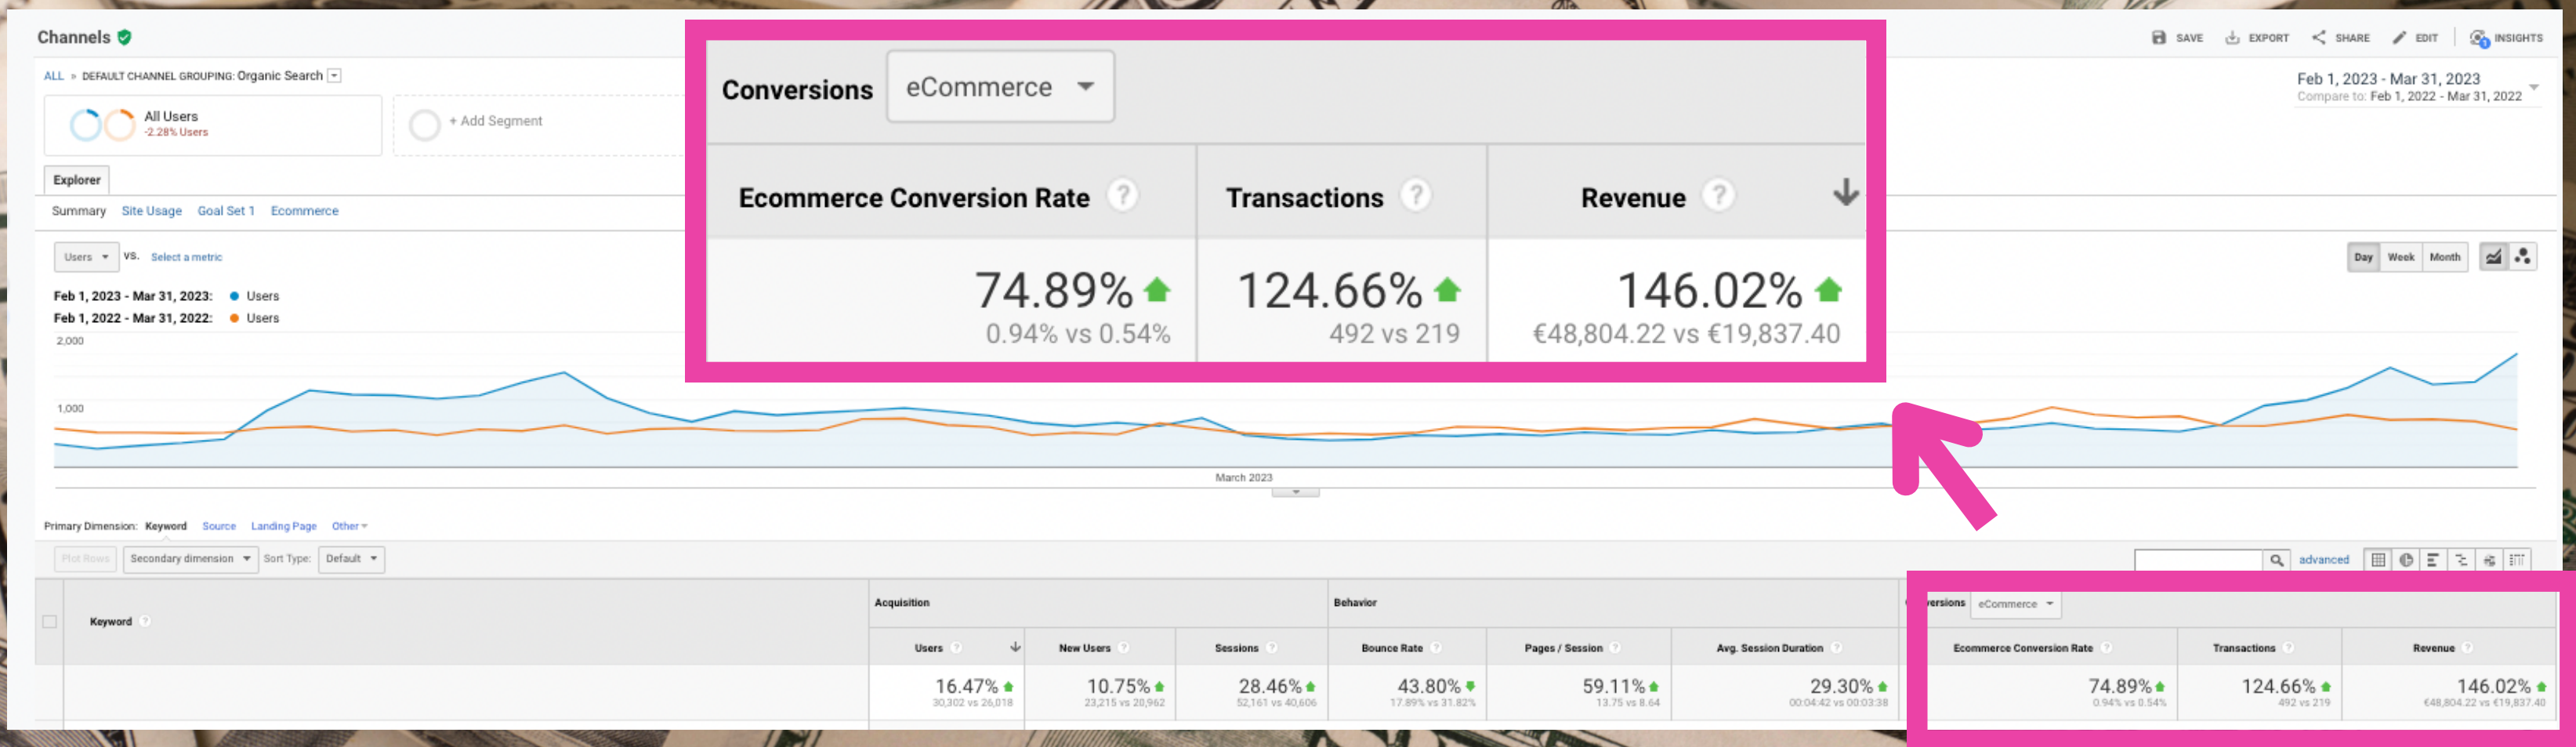 Channels
SAVE EXPORT SHARE EDIT INSIGHTS
1
ALL » DEFAULT CHANNEL GROUPING: Organic Search
Feb 1, 2023 - Mar 31, 2023
Compare to: Feb 1, 2022 - Mar 31, 2022
All Users
-2.28% Users
+ Add Segment
Conversions eCommerce
Ecommerce Conversion Rate ? Transactions ? Revenue ?
74.89% 124.66% 146.02%
0.94% vs 0.54% 492 vs 219 €48,804.22 vs €19,837.40
Explorer
Summary Site Usage Goal Set 1 Ecommerce
Users VS. Select a metric
Day Week Month
Feb 1, 2023 - Mar 31, 2023: Users
Feb 1, 2022 - Mar 31, 2022: Users
2,000
1,000
March 2023
Primary Dimension: Keyword Source Landing Page Other
Plot Rows Secondary dimension Sort Type: Default
advanced
Keyword ?
Acquisition Behavior versions eCommerce
Users ? New Users ? Sessions ? Bounce Rate ? Pages / Session ? Avg. Session Duration ? Ecommerce Conversion Rate ? Transactions ? Revenue ?
16.47% 10.75% 28.46% 43.80% 59.11% 29.30% 74.89% 124.66% 146.02%
30,302 vs 26,018 23,215 vs 20,962 52,161 vs 40,606 17.89% vs 31.82% 13.75 vs 8.64 00:04:42 vs 00:03:38 0.94% vs 0.54% 492 vs 219 €48,804.22 vs €19,837.40